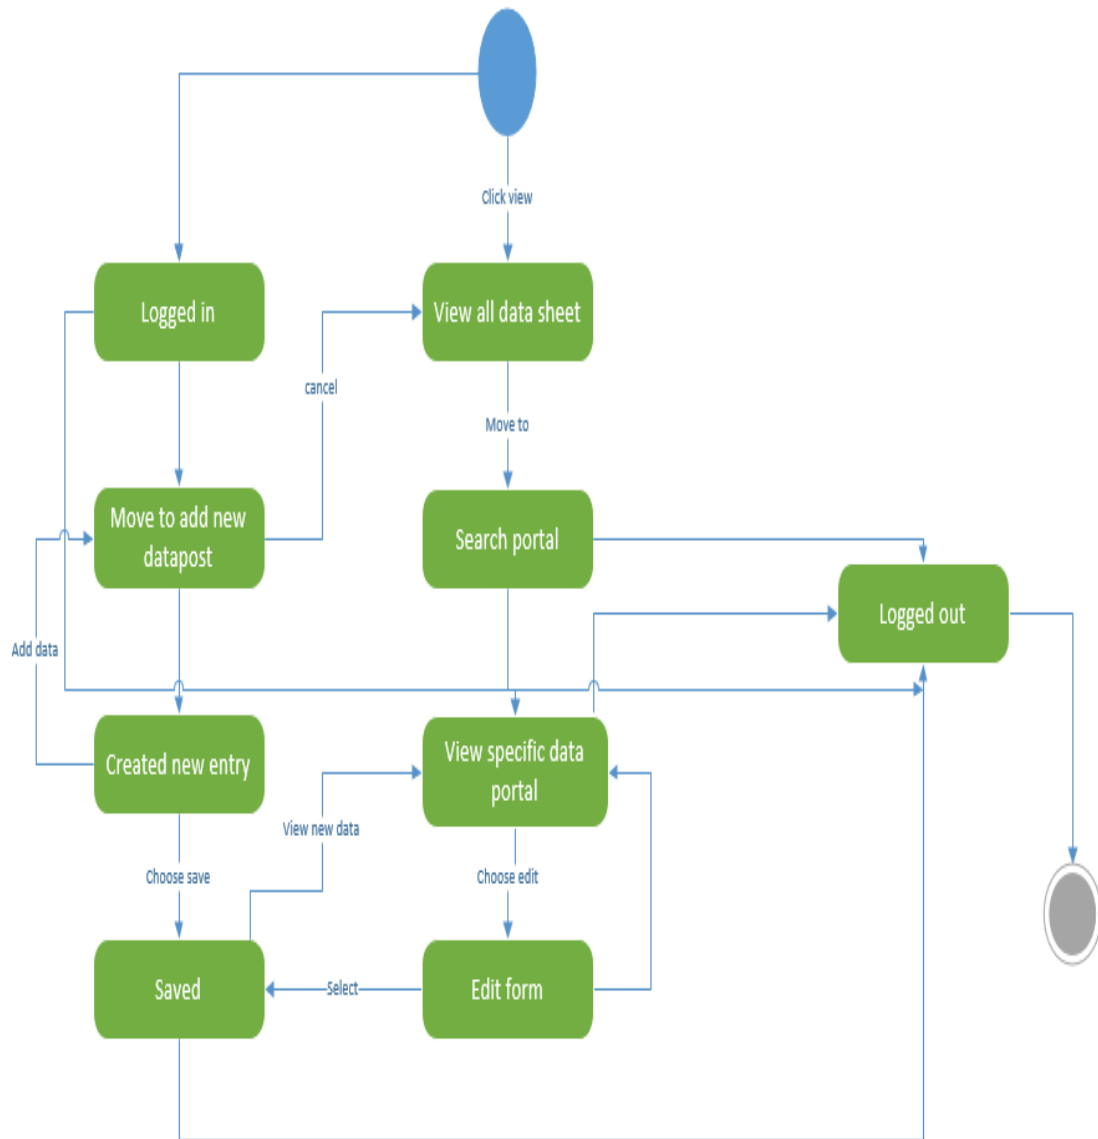 Click view
Logged in
View all data sheet
cancel
Move to
Move to add new
datapost
Search portal
Logged out
Add data
Created new entry
View specific data
portal
View new data
Choose save
Choose edit
Saved
Select
Edit form